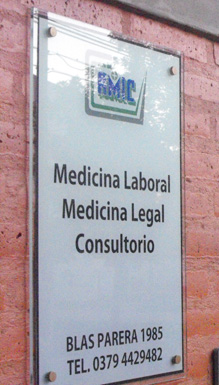 RMIC
Medicina Laboral
Medicina Legal
Consultorio
BLAS PARERA 1985
TEL. 0379 4429482